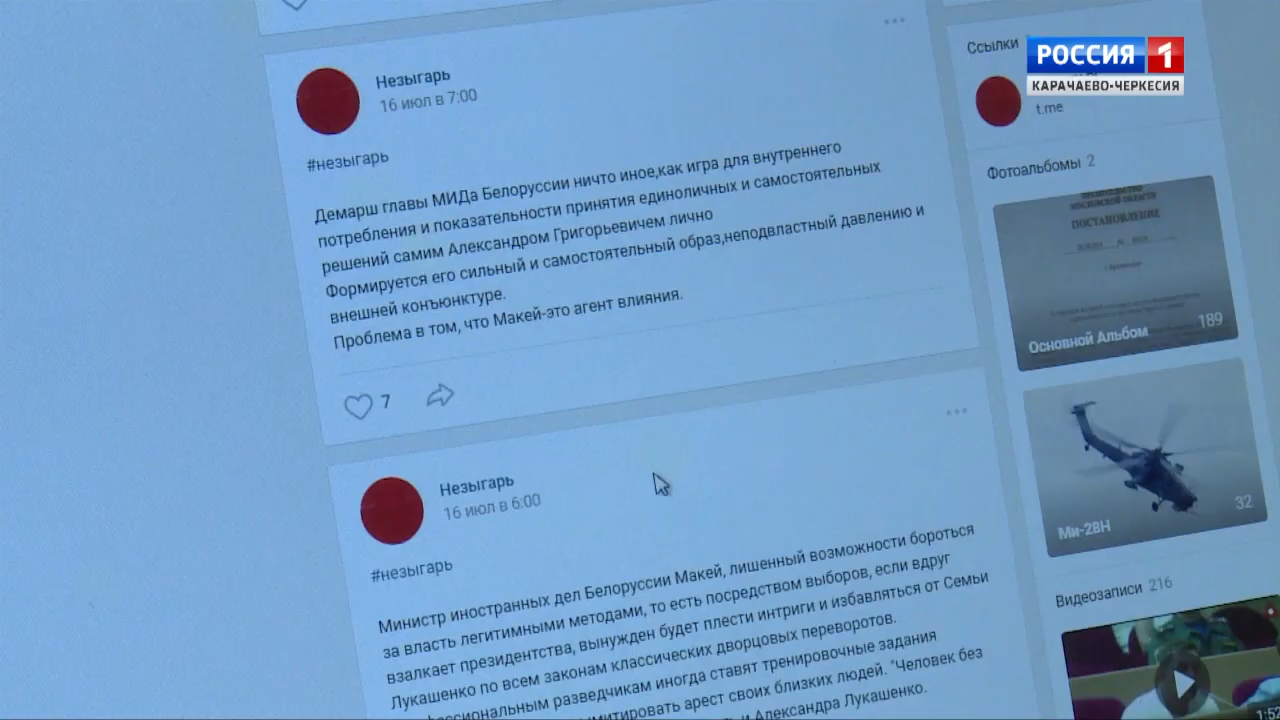 Незыгарь
16 июл в 7:00
#незыгарь
Демарш главы МИДа Белоруссии ничто иное,как игра для внутреннего
потребления и показательности принятия единоличных и самостоятельных
решений самим Александром Григорьевичем лично
Формируется его сильный и самостоятельный образ,неподвластный давлению и
внешней конъюнктуре.
Проблема в том, что Макей-это агент влияния.
7
Незыгарь
16 июл в 6:00
#незыгарь
Министр иностранных дел Белоруссии Макей, лишенный возможности бороться
за власть легитимными методами, то есть посредством выборов, если вдруг
взалкает президентства, вынужден будет плести интриги и избавляться от Семьи
Лукашенко по всем законам классических дворцовых переворотов.
разведчикам иногда ставят тренировочные задания
арест своих близких людей. "Человек без
и Александра Лукашенко.
Ссылки
РОССИЯ 1
КАРАЧАЕВО-ЧЕРКЕСИЯ
t.me
Фотоальбомы 2
МОСКОВСКОЙ ОБЛАСТИ
ПОСТАНОВЛЕНИЕ
Основной Альбом 189
Ми-28Н 32
Видеозаписи 216